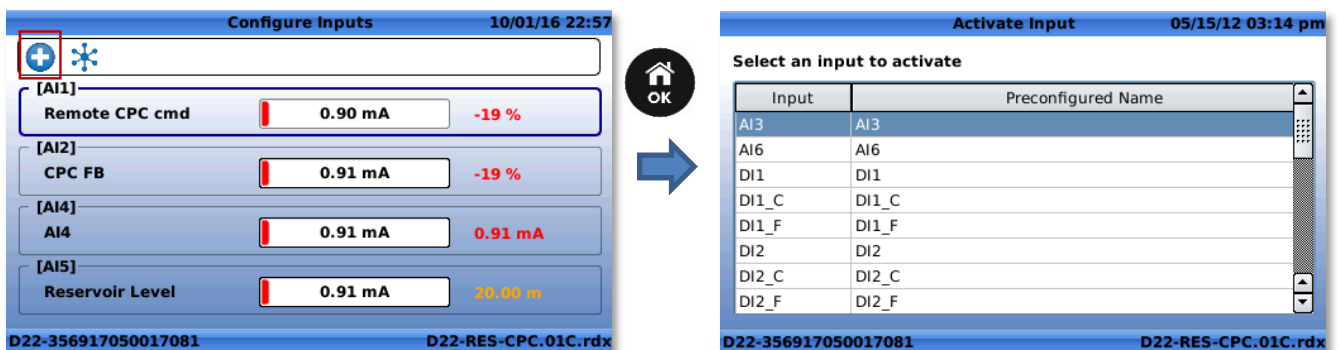 Configure Inputs 10/01/16 22:57
[AI1]
Remote CPC cmd 0.90 mA -19 %
[AI2]
CPC FB 0.91 mA -19 %
[AI4]
AI4 0.91 mA 0.91 mA
[AI5]
Reservoir Level 0.91 mA 20.00 m
D22-356917050017081 D22-RES-CPC.01C.rdx
OK
Activate Input 05/15/12 03:14 pm
Select an input to activate
Input Preconfigured Name
AI3 AI3
AI6 AI6
DI1 DI1
DI1_C DI1_C
DI1_F DI1_F
DI2 DI2
DI2_C DI2_C
DI2_F DI2_F
D22-356917050017081 D22-RES-CPC.01C.rdx